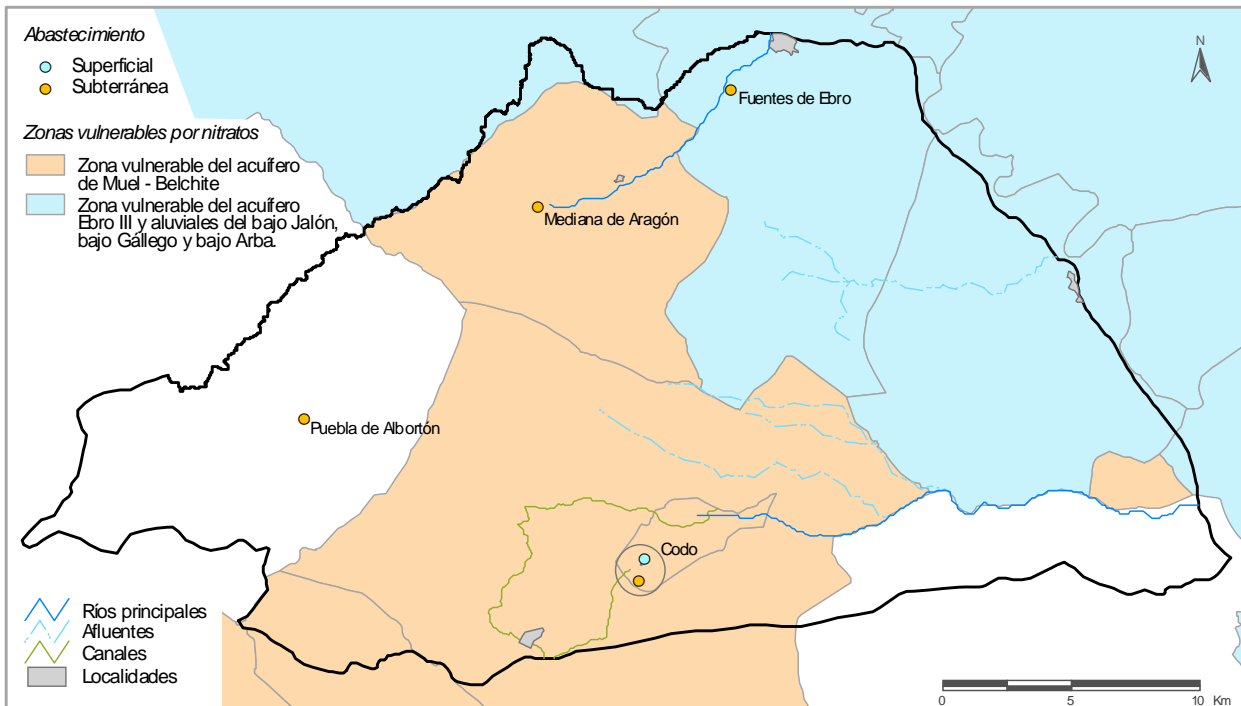 Abastecimiento
Superficial
Subterránea
Zonas vulnerables por nitratos
Zona vulnerable del acuífero
de Muel - Belchite
Zona vulnerable del acuífero
Ebro III y aluviales del bajo Jalón,
bajo Gállego y bajo Arba.
N
Fuentes de Ebro
Mediana de Aragón
Puebla de Albortón
Codo
Ríos principales
Afluentes
Canales
Localidades
0 5 10 Km